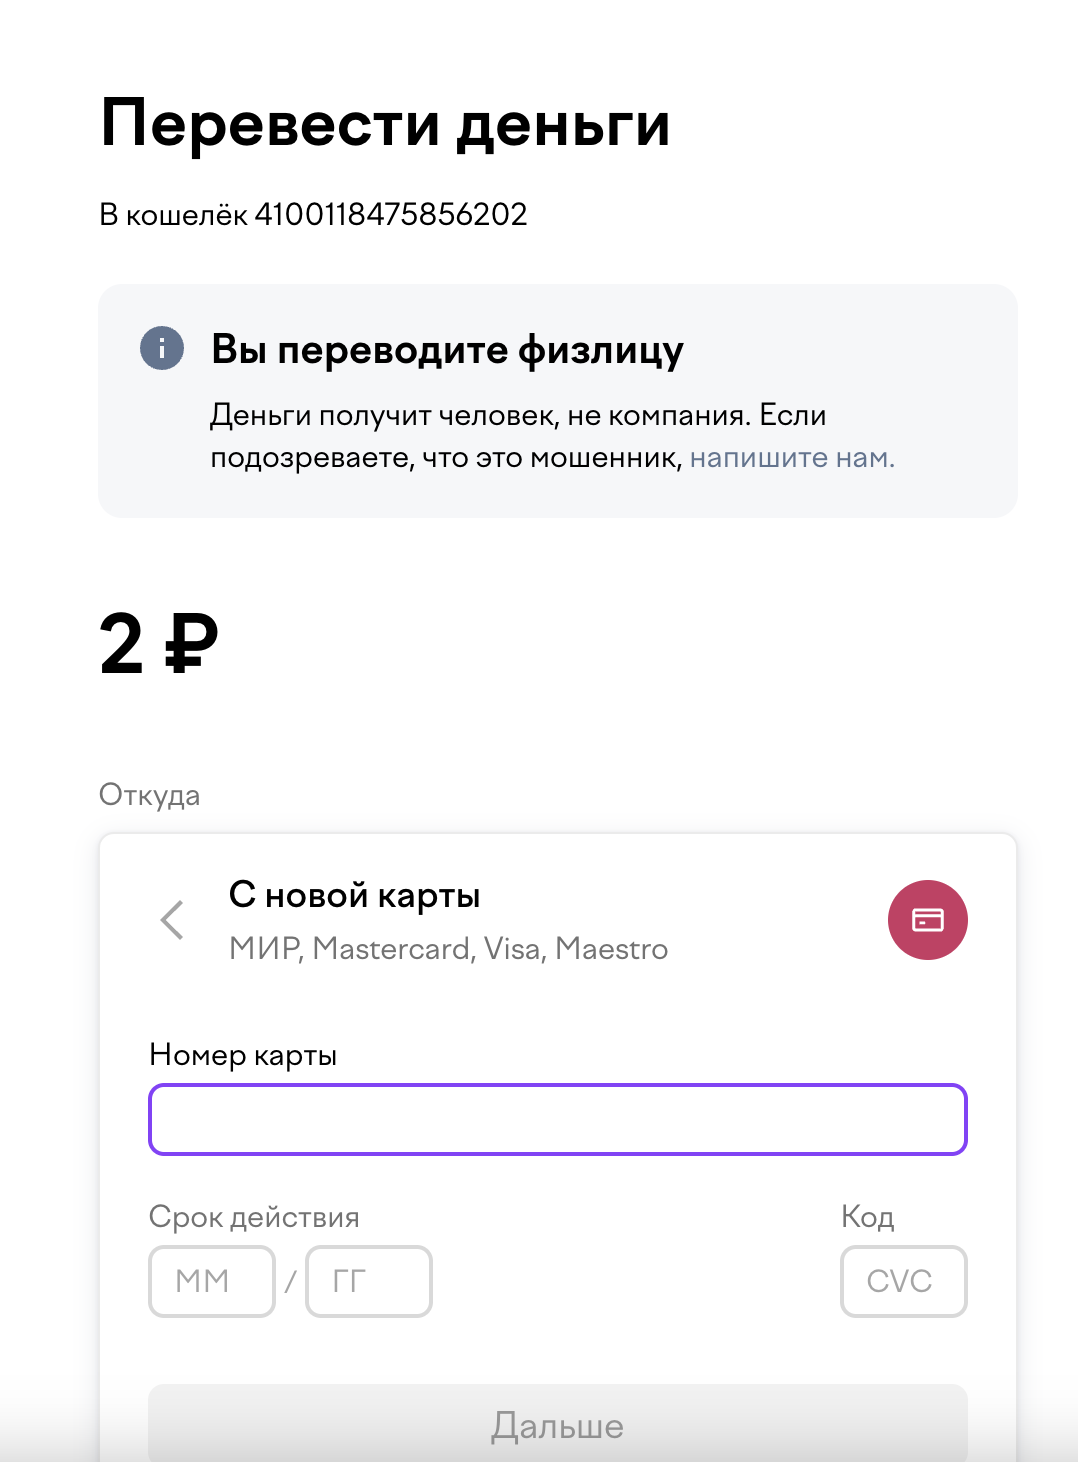 Перевести деньги
В кошелёк 4100118475856202
i
Вы переводите физлицу
Деньги получит человек, не компания. Если
подозреваете, что это мошенник, напишите нам.
2 ₽
Откуда
С новой карты
МИР, Mastercard, Visa, Maestro
Номер карты
Срок действия
Код
ММ / ГГ
CVC
Дальше